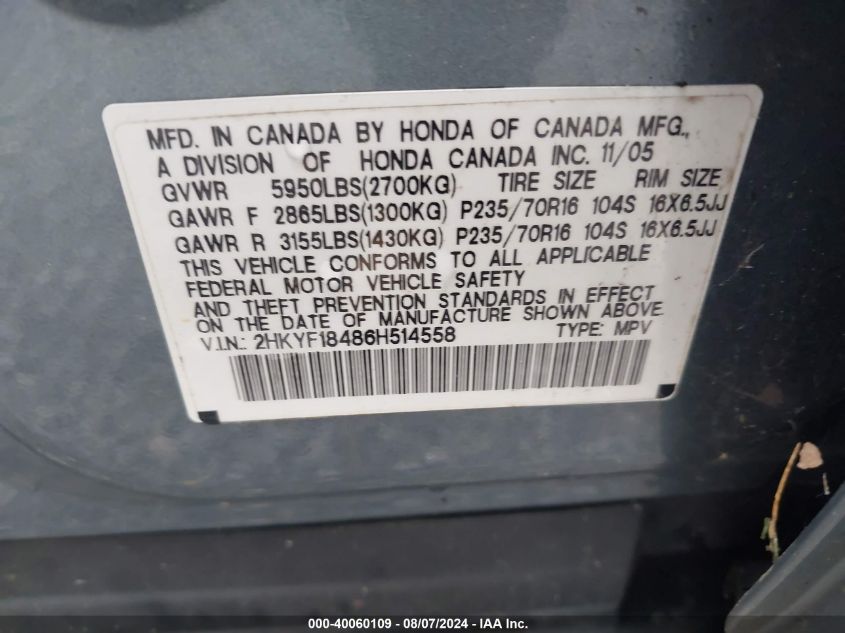 MFD. IN CANADA BY HONDA OF CANADA MFG.,
A DIVISION OF HONDA CANADA INC. 11/05
GVWR 5950LBS(2700KG) TIRE SIZE RIM SIZE
GAWR F 2865LBS(1300KG) P235/70R16 104S 16X6.5JJ
GAWR R 3155LBS(1430KG) P235/70R16 104S 16X6.5JJ
THIS VEHICLE CONFORMS TO ALL APPLICABLE
FEDERAL MOTOR VEHICLE SAFETY
AND THEFT PREVENTION STANDARDS IN EFFECT
ON THE DATE OF MANUFACTURE SHOWN ABOVE.
V.I.N.: 2HKYF18486H514558 TYPE: MPV
000-40060109 - 08/07/2024 - IAA Inc.